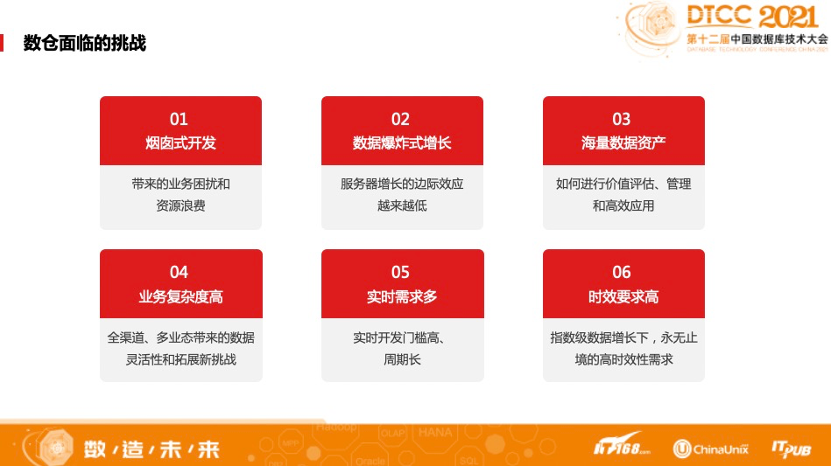 数仓面临的挑战
DTCC 2021
第十二届中国数据库技术大会
DATABASE TECHNOLOGY CONFERENCE CHINA 2021
01
烟囱式开发
带来的业务困扰和
资源浪费
02
数据爆炸式增长
服务器增长的边际效应
越来越低
03
海量数据资产
如何进行价值评估、管理
和高效应用
04
业务复杂度高
全渠道、多业态带来的数据
灵活性和拓展新挑战
05
实时需求多
实时开发门槛高、
周期长
06
时效要求高
指数级数据增长下，永无止
境的高时效性需求
数/造/未/来
Hadoop
OLAP
HANA
Oracle
SQL
IT168.com
ChinaUnix
ITPUB